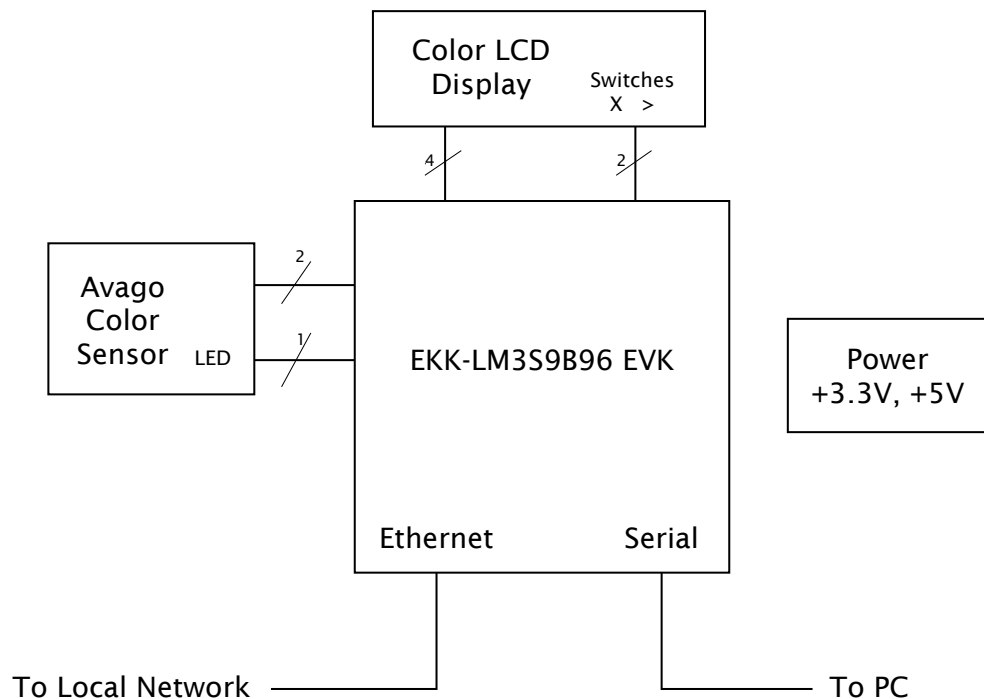 Color LCD
Display
Switches
X >
4
2
2
Avago
Color
Sensor
LED
1
EKK-LM3S9B96 EVK
Power
+3.3V, +5V
Ethernet
Serial
To Local Network
To PC